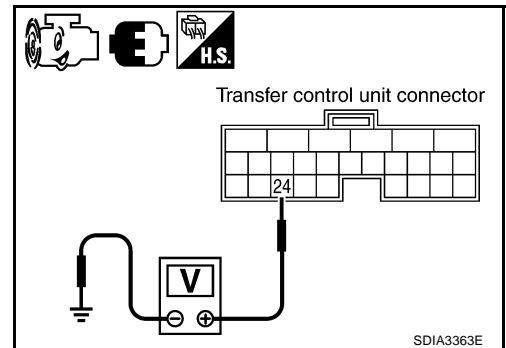 H.S.
Transfer control unit connector
24
V
SDIA3363E